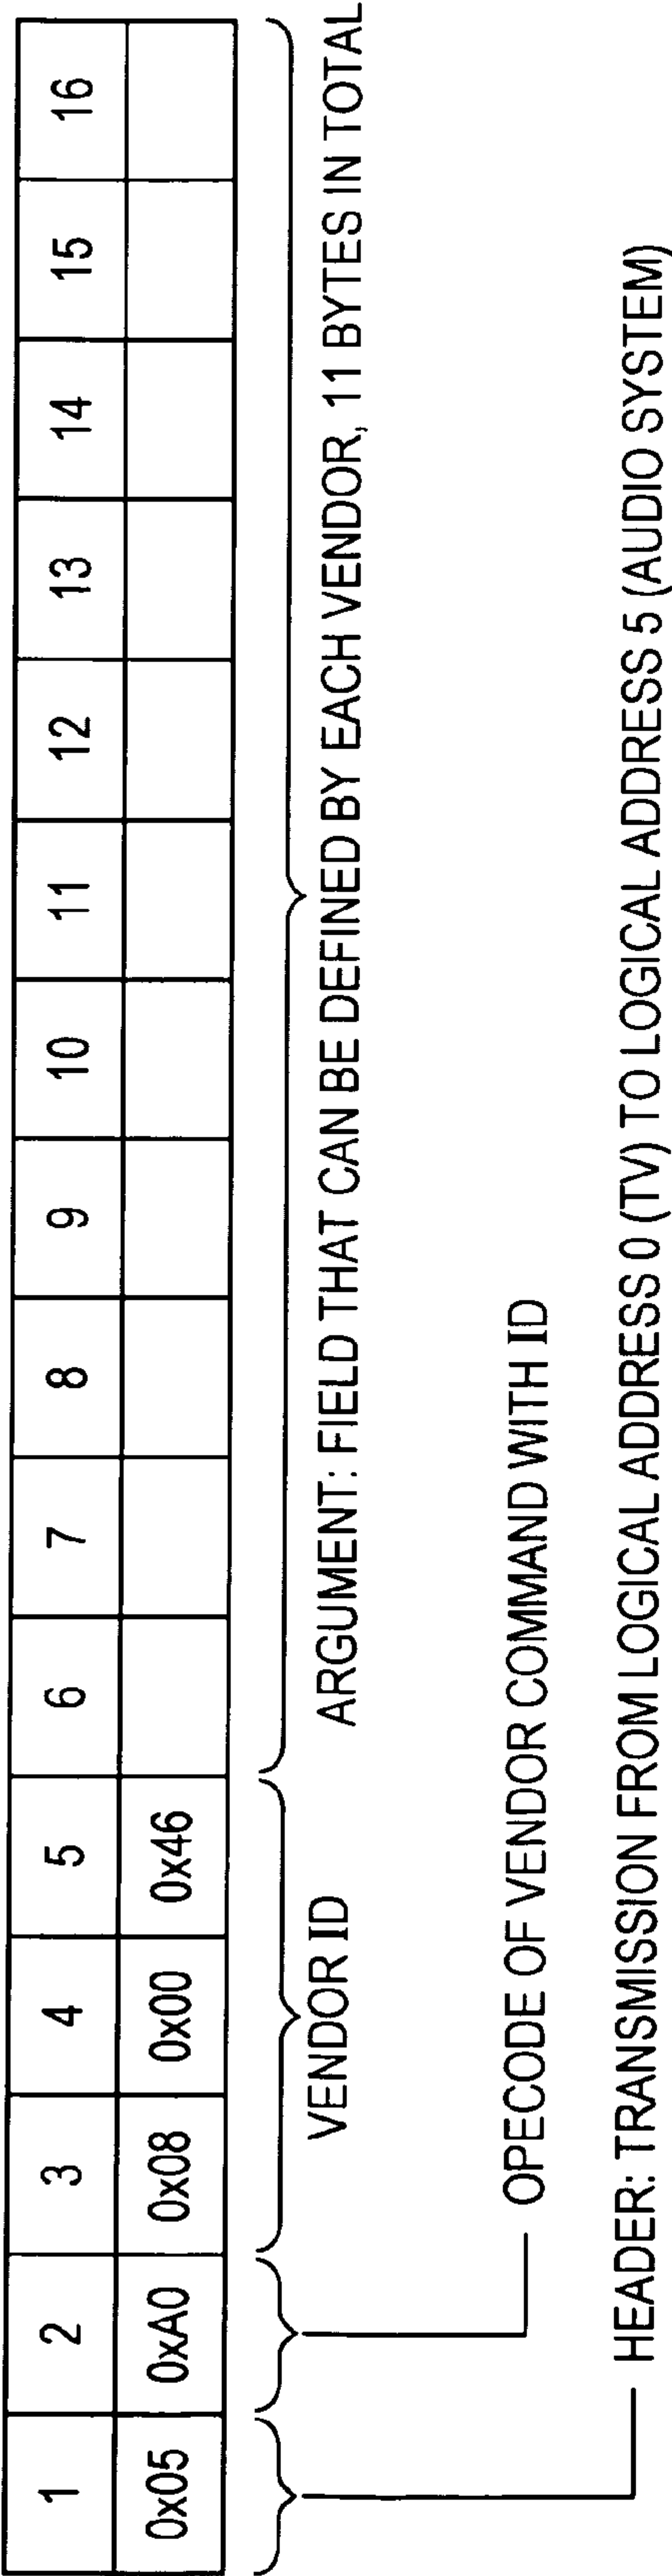 1 2 3 4 5 6 7 8 9 10 11 12 13 14 15 16
0x05 0xA0 0x08 0x00 0x46
VENDOR ID
ARGUMENT: FIELD THAT CAN BE DEFINED BY EACH VENDOR, 11 BYTES IN TOTAL
OPECODE OF VENDOR COMMAND WITH ID
HEADER: TRANSMISSION FROM LOGICAL ADDRESS 0 (TV) TO LOGICAL ADDRESS 5 (AUDIO SYSTEM)